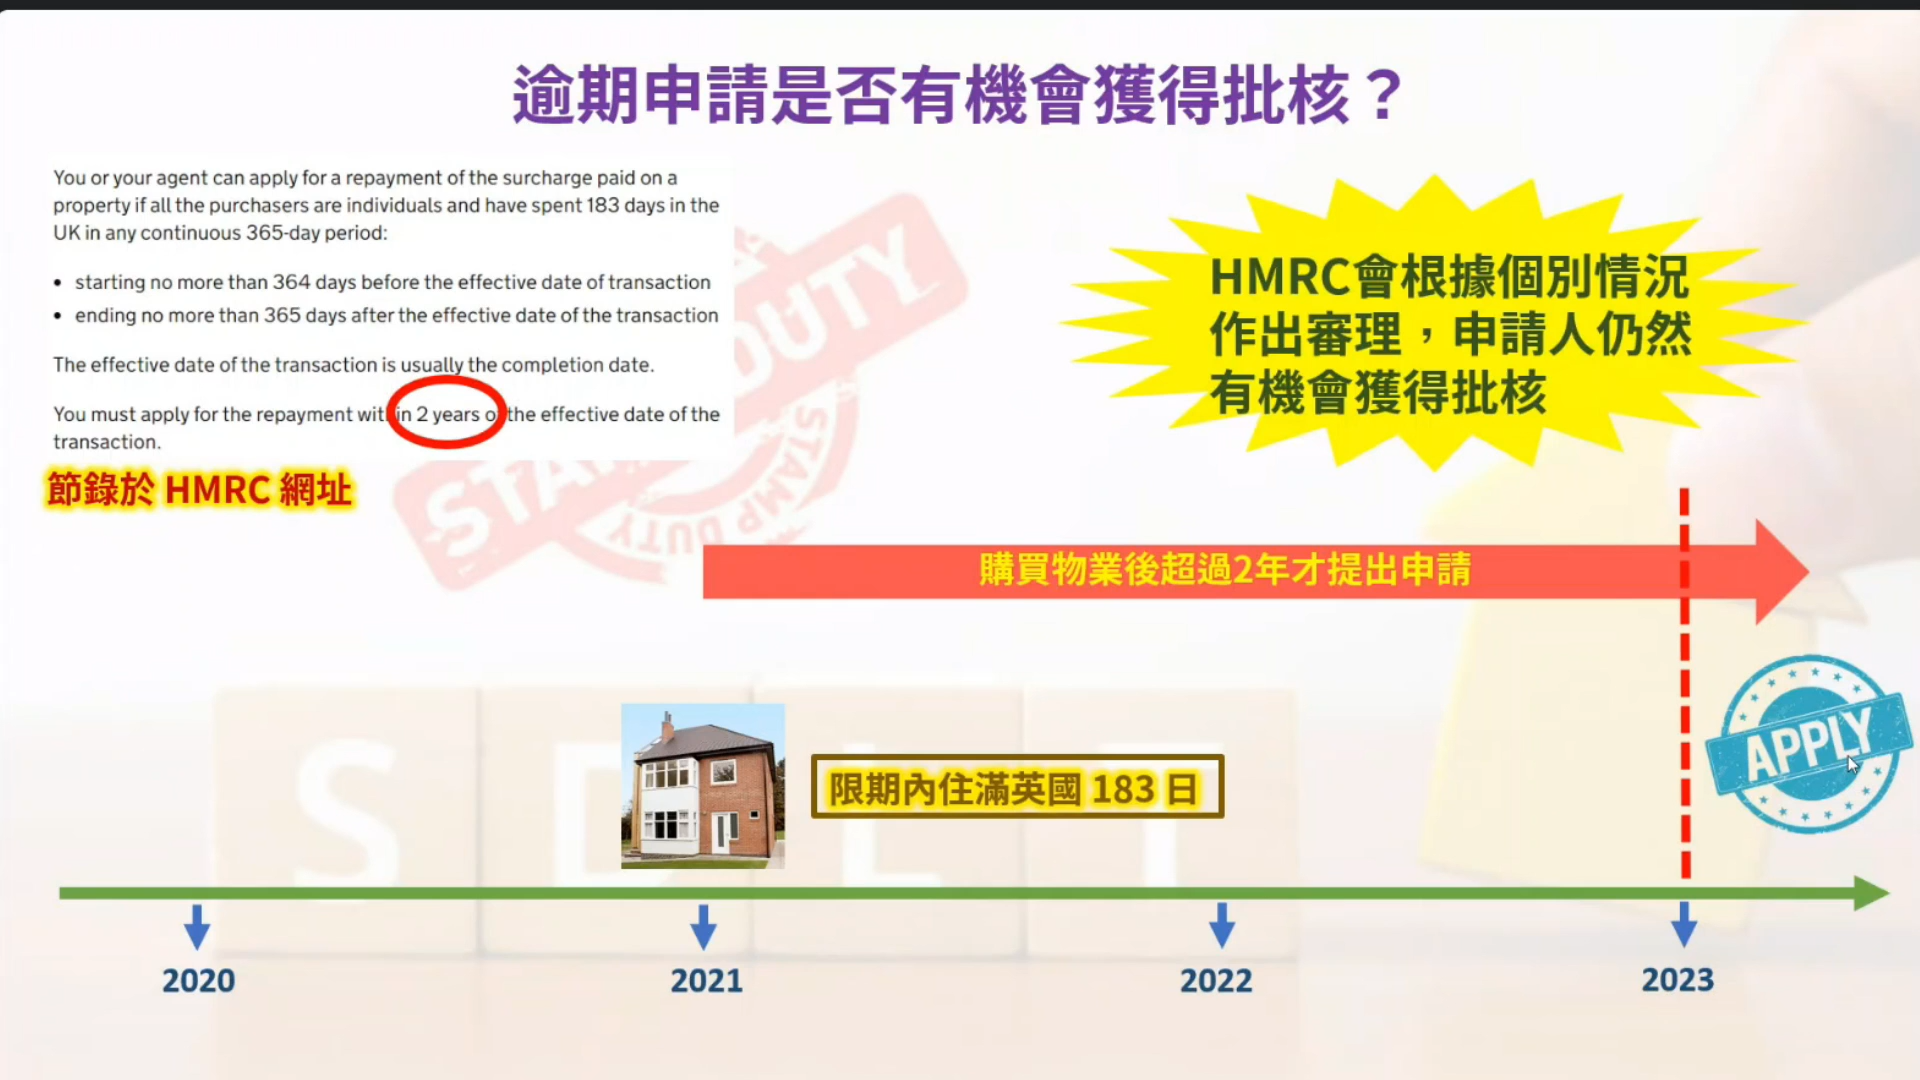 逾期申請是否有機會獲得批核？
You or your agent can apply for a repayment of the surcharge paid on a
property if all the purchasers are individuals and have spent 183 days in the
UK in any continuous 365-day period:
• starting no more than 364 days before the effective date of transaction
• ending no more than 365 days after the effective date of the transaction
The effective date of the transaction is usually the completion date.
You must apply for the repayment within 2 years of the effective date of the
transaction.
節錄於 HMRC 網址
HMRC會根據個別情況
作出審理，申請人仍然
有機會獲得批核
STAMP DUTY
STAMP DUTY
購買物業後超過2年才提出申請
限期內住滿英國 183 日
APPLY
S D L T
2020
2021
2022
2023